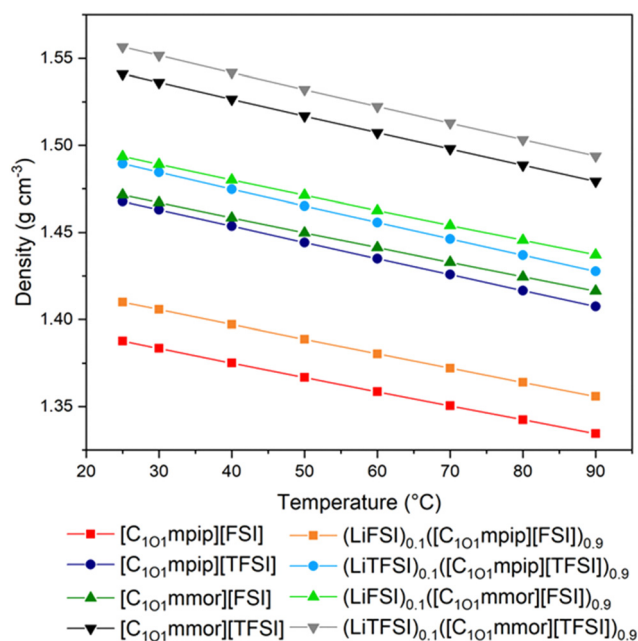 Density (g cm⁻³)
1.55
1.50
1.45
1.40
1.35
20 30 40 50 60 70 80 90
Temperature (°C)
[C₁O₁mpip][FSI] (LiFSI)₀.₁([C₁O₁mpip][FSI])₀.₉
[C₁O₁mpip][TFSI] (LiTFSI)₀.₁([C₁O₁mpip][TFSI])₀.₉
[C₁O₁mmor][FSI] (LiFSI)₀.₁([C₁O₁mmor][FSI])₀.₉
[C₁O₁mmor][TFSI] (LiTFSI)₀.₁([C₁O₁mmor][TFSI])₀.₉